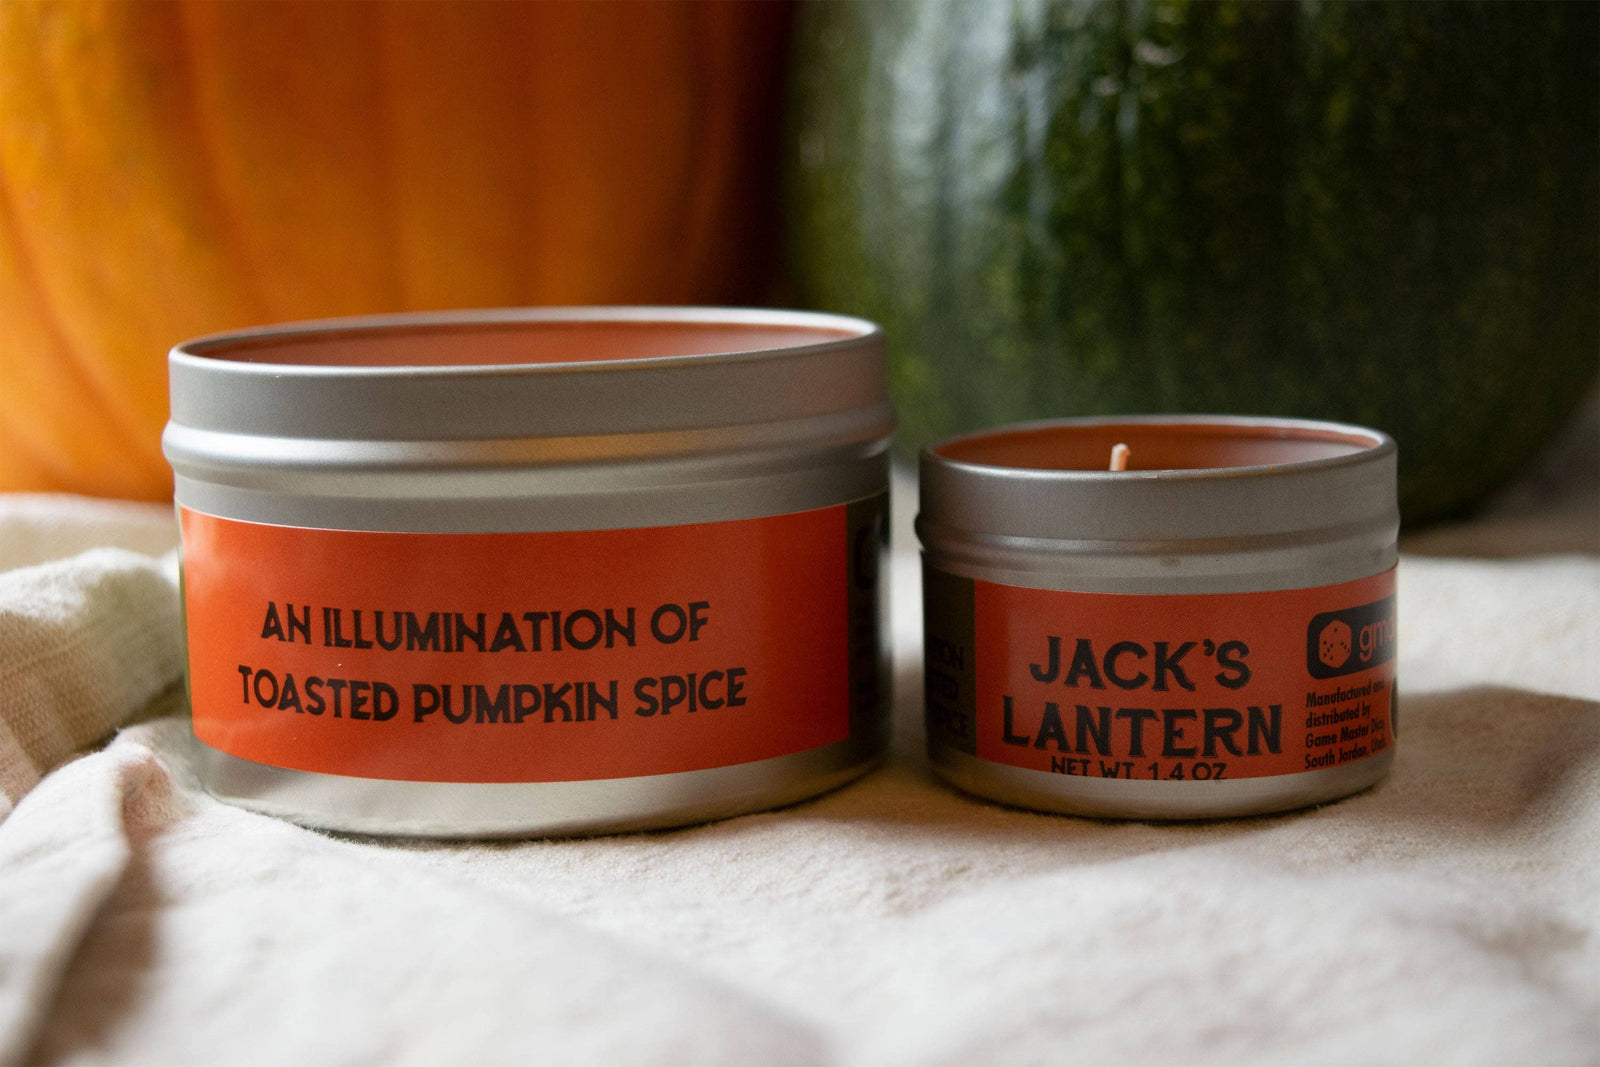 AN ILLUMINATION OF
TOASTED PUMPKIN SPICE
JACK'S
LANTERN
NET WT. 1.4 OZ
Manufactured and
distributed by
Game Master Dice
South Jordan, Utah